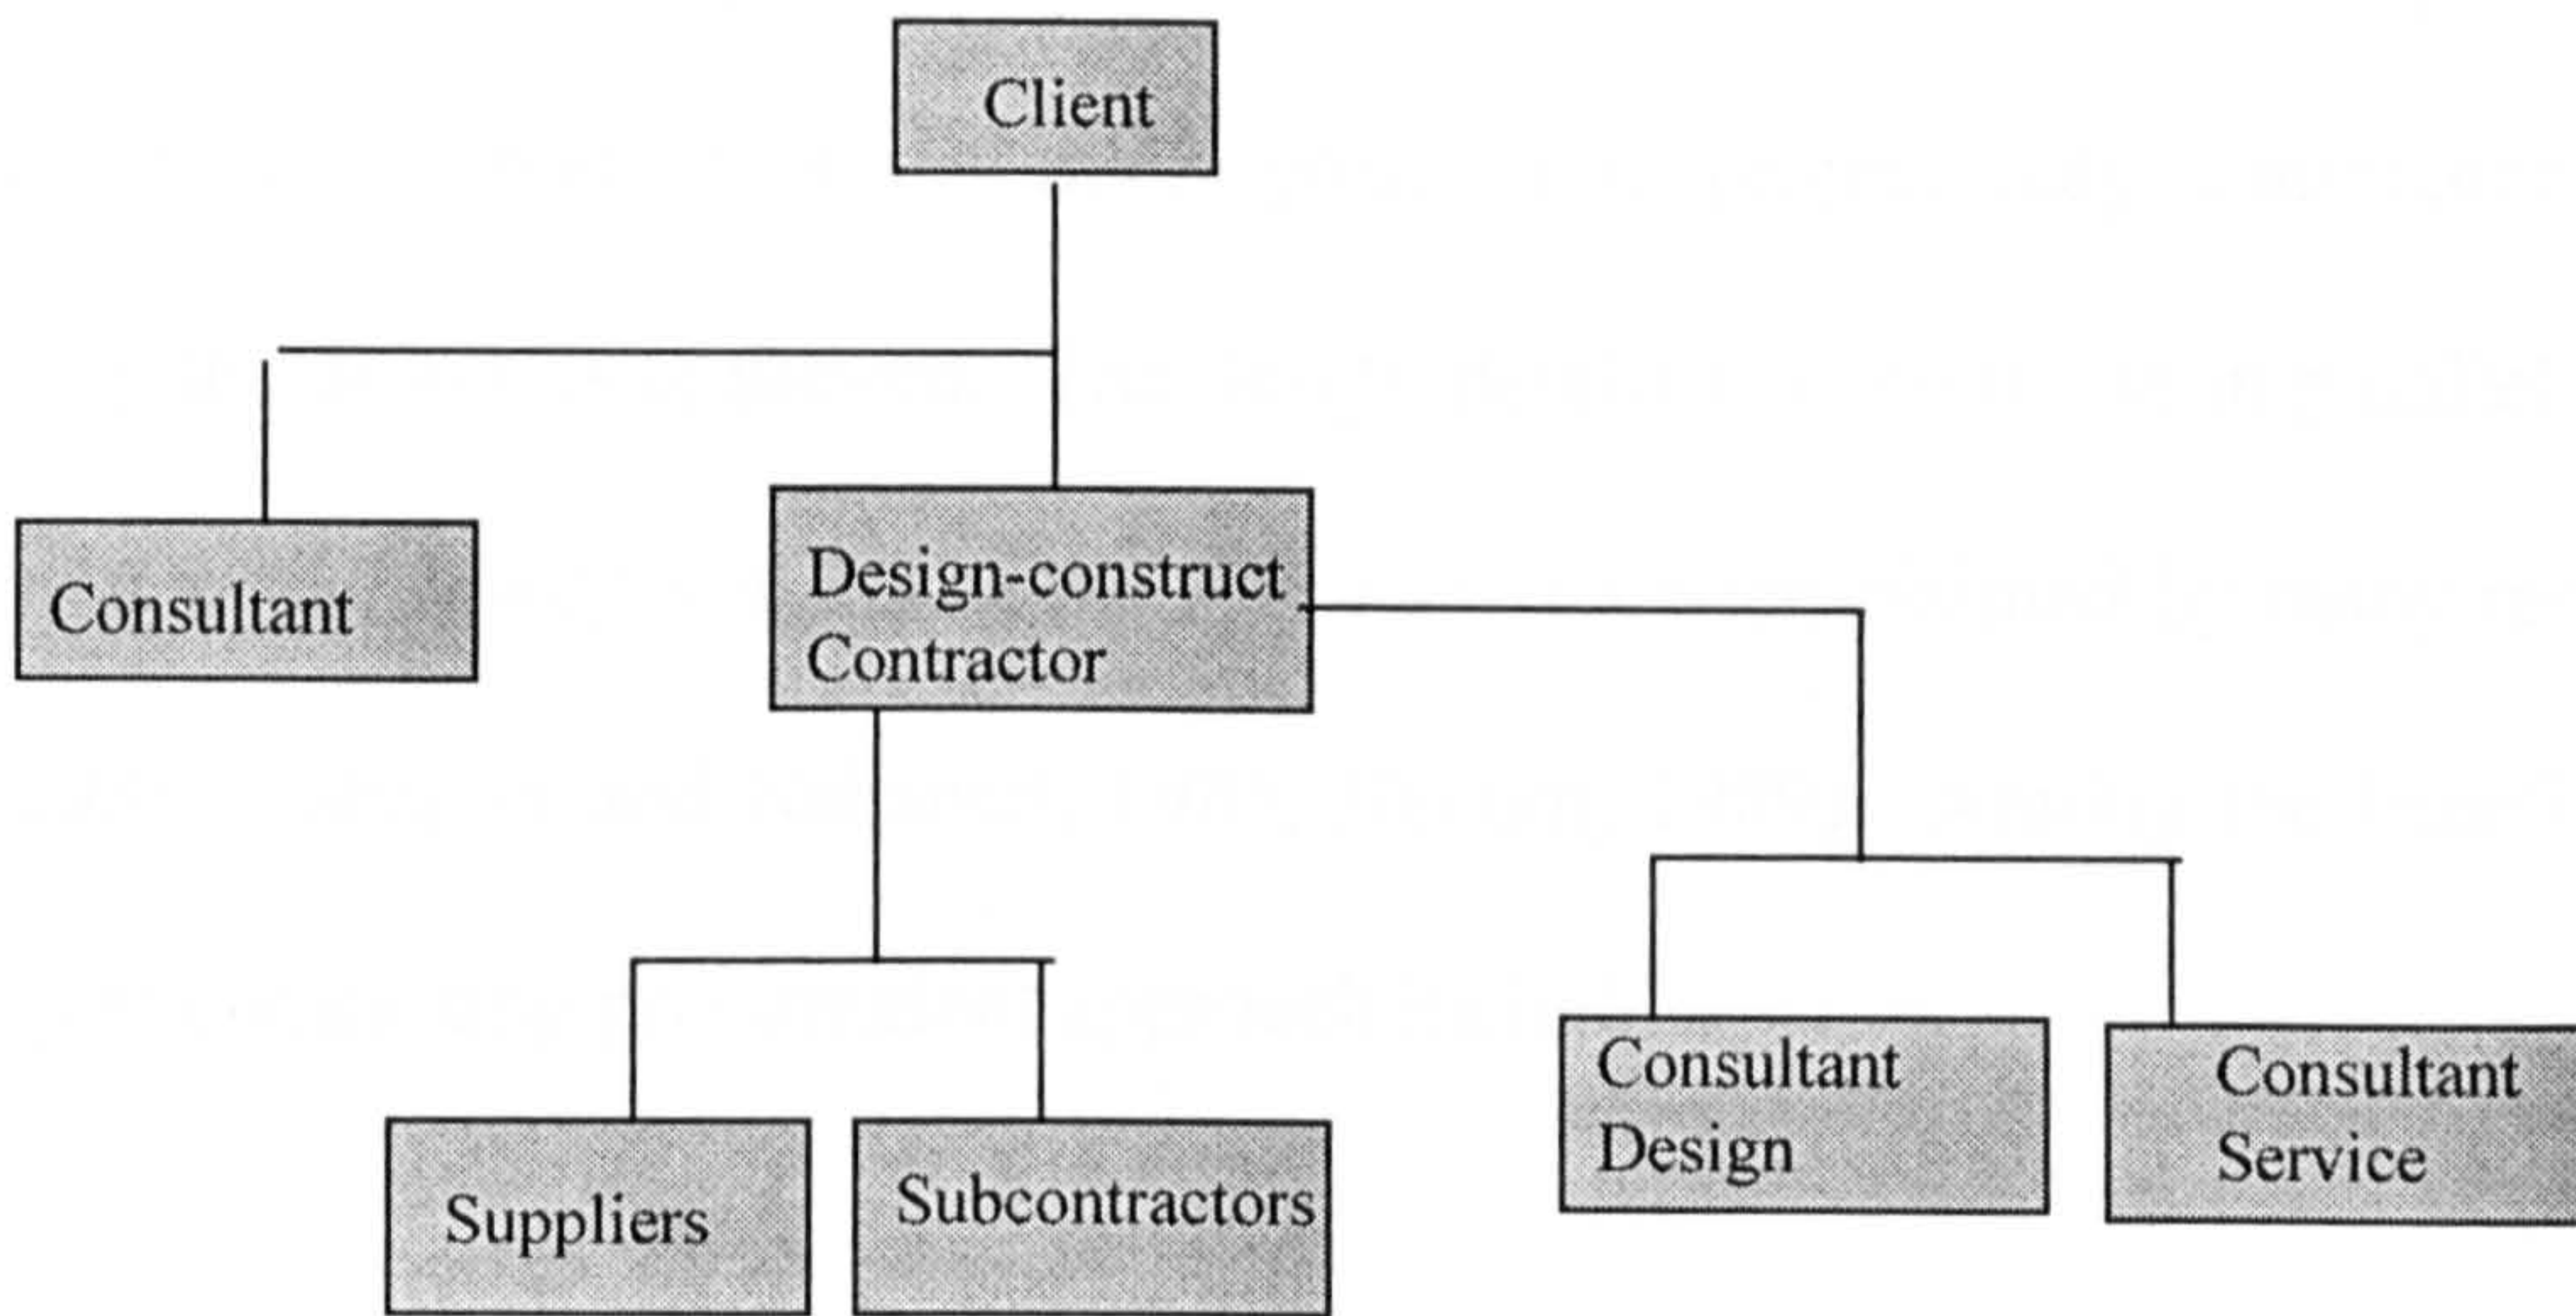 Client
Consultant
Design-construct
Contractor
Suppliers
Subcontractors
Consultant
Design
Consultant
Service